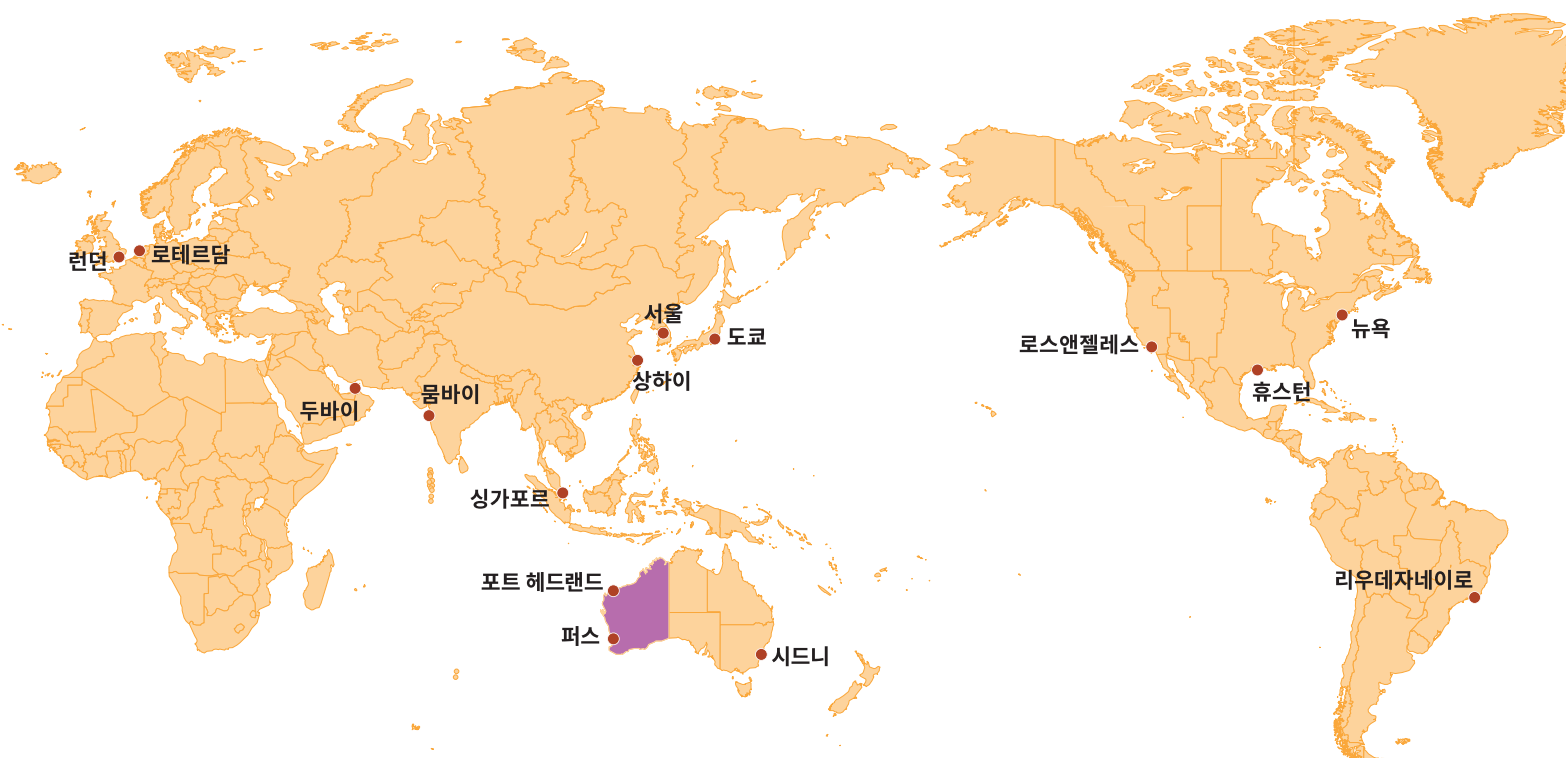 런던
로테르담
서울
도쿄
뉴욕
로스앤젤레스
상하이
휴스턴
뭄바이
두바이
싱가포르
포트 헤드랜드
리우데자네이로
퍼스
시드니